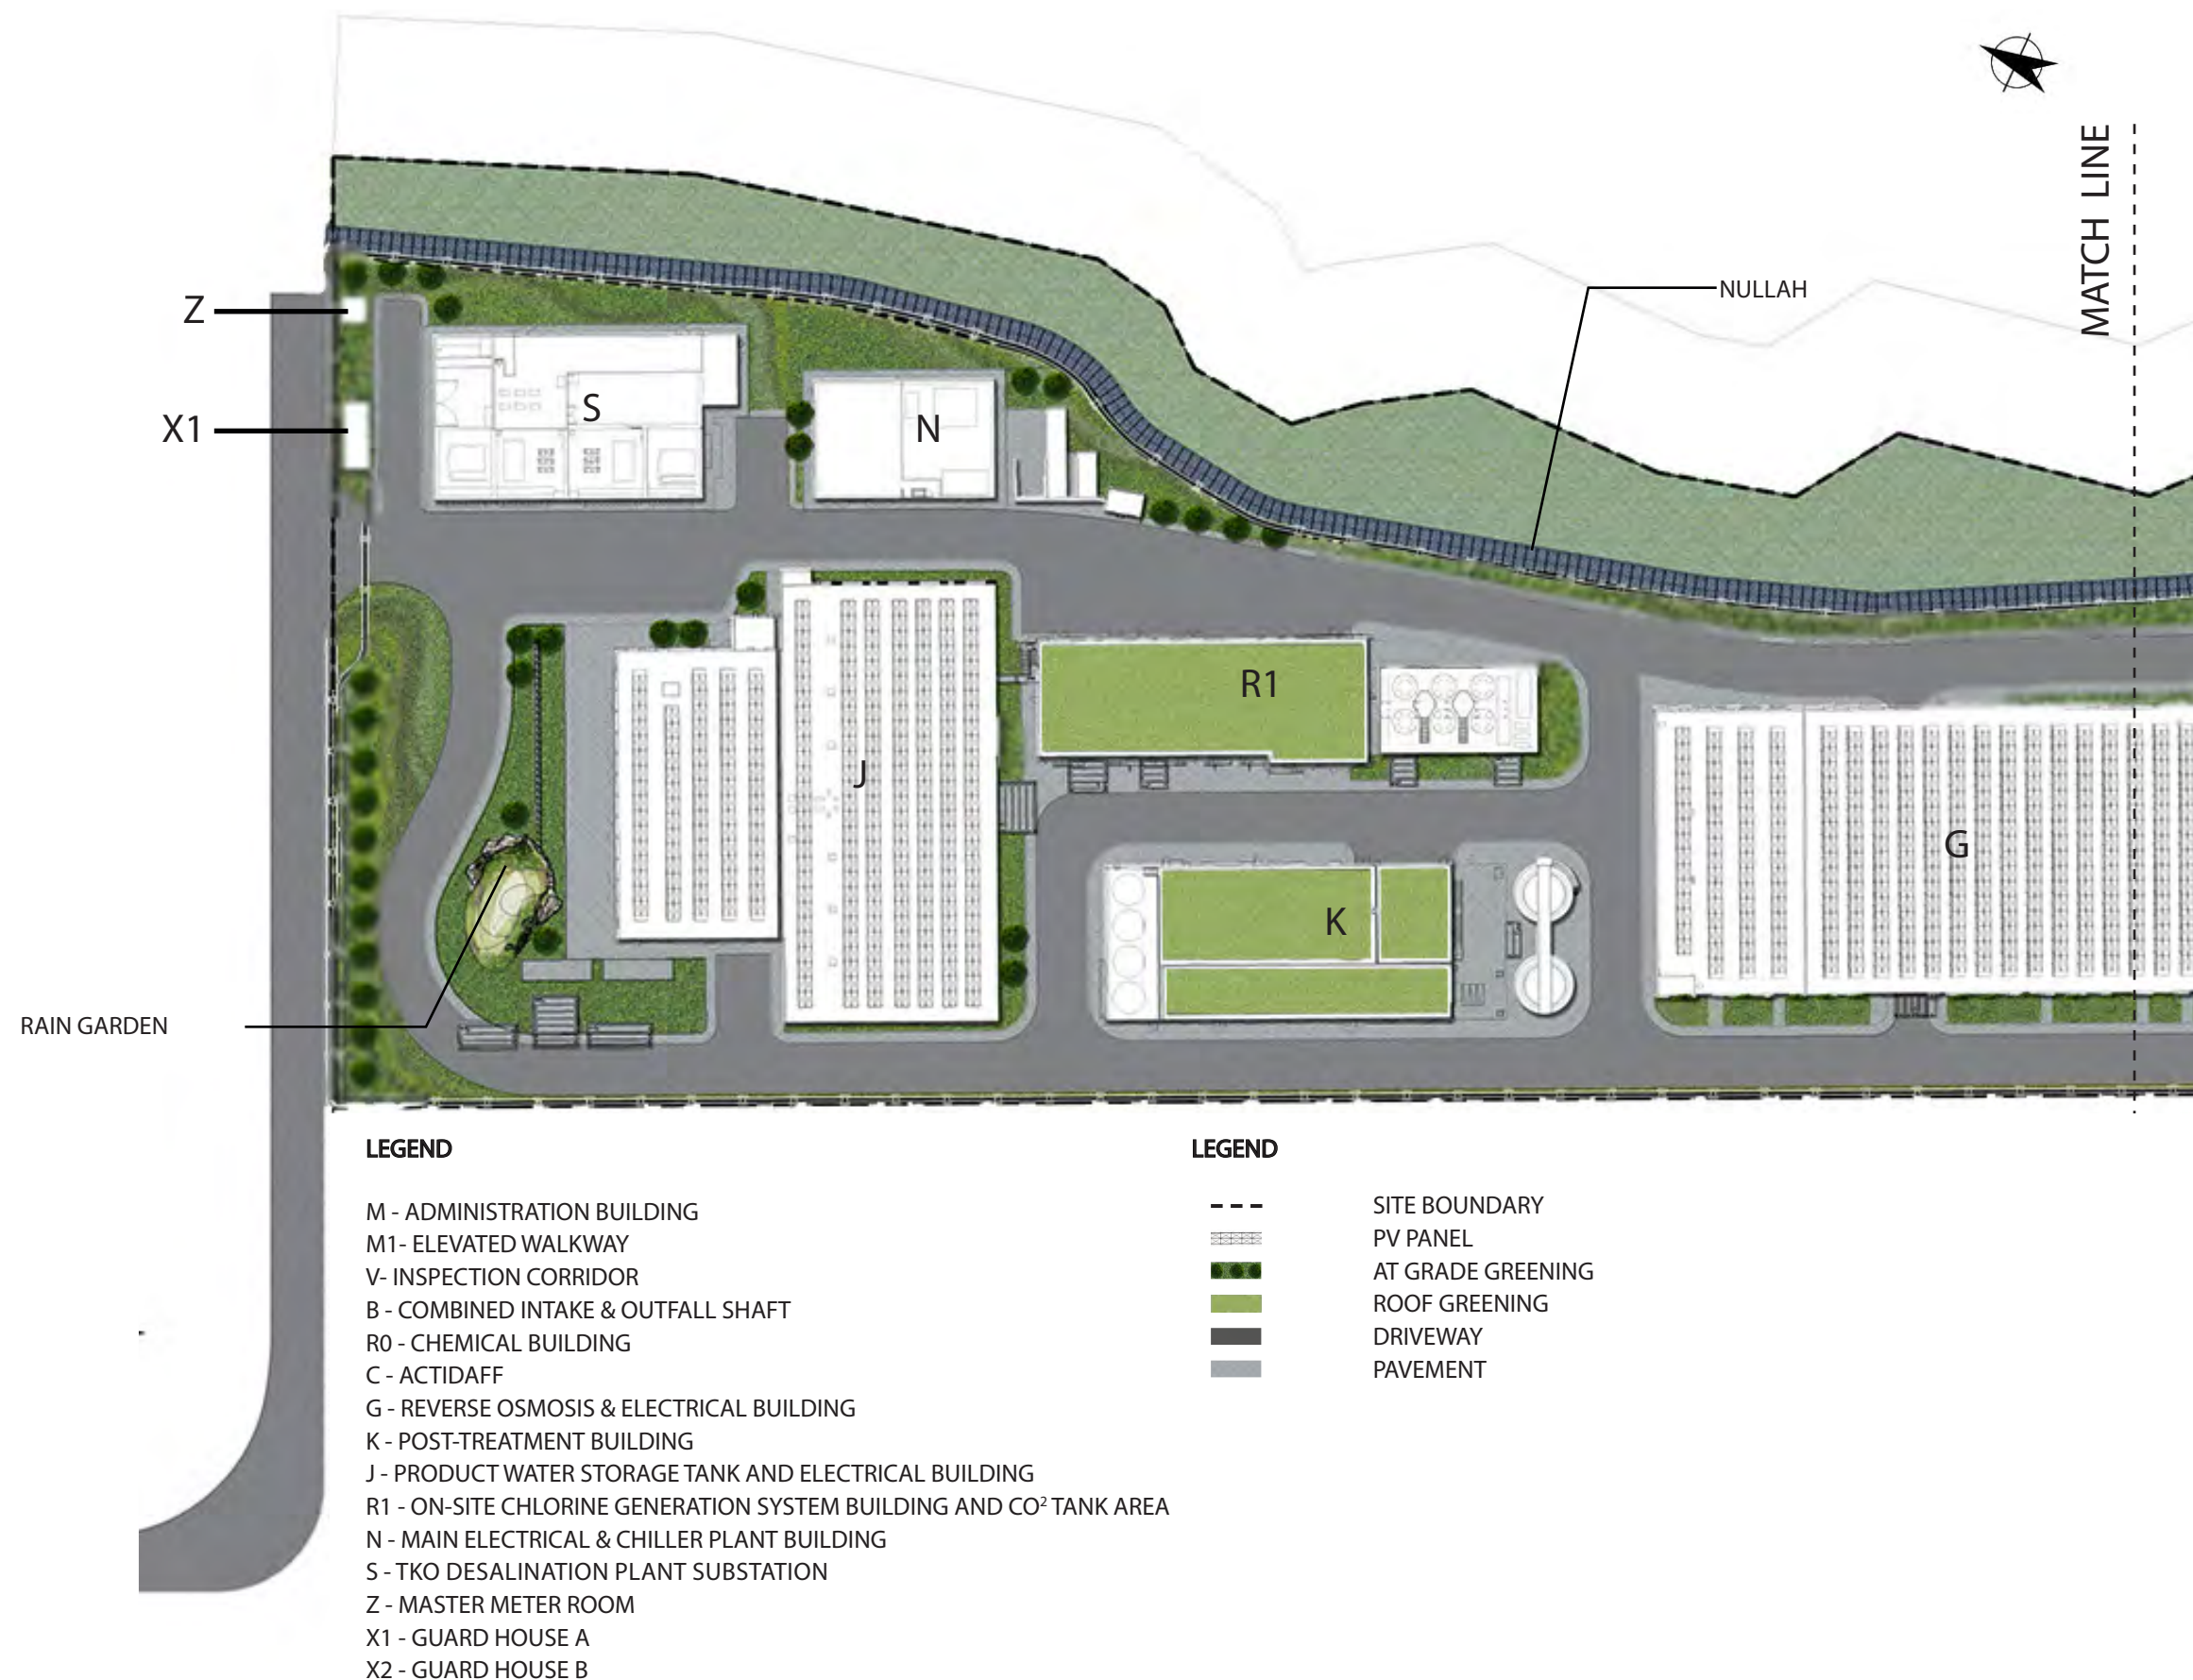 MATCH LINE
NULLAH
Z
X1
S
N
R1
J
G
K
RAIN GARDEN
LEGEND
M - ADMINISTRATION BUILDING
M1- ELEVATED WALKWAY
V- INSPECTION CORRIDOR
B - COMBINED INTAKE & OUTFALL SHAFT
R0 - CHEMICAL BUILDING
C - ACTIDAFF
G - REVERSE OSMOSIS & ELECTRICAL BUILDING
K - POST-TREATMENT BUILDING
J - PRODUCT WATER STORAGE TANK AND ELECTRICAL BUILDING
R1 - ON-SITE CHLORINE GENERATION SYSTEM BUILDING AND CO² TANK AREA
N - MAIN ELECTRICAL & CHILLER PLANT BUILDING
S - TKO DESALINATION PLANT SUBSTATION
Z - MASTER METER ROOM
X1 - GUARD HOUSE A
X2 - GUARD HOUSE B
LEGEND
SITE BOUNDARY
PV PANEL
AT GRADE GREENING
ROOF GREENING
DRIVEWAY
PAVEMENT